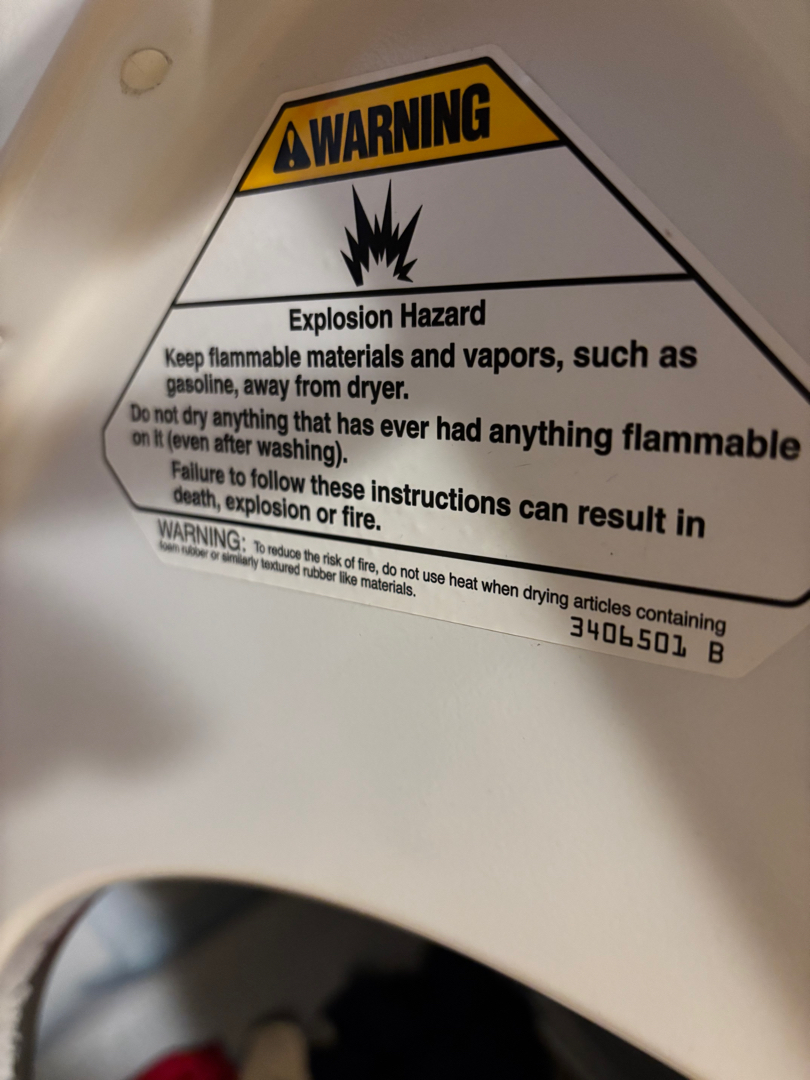 WARNING
Explosion Hazard
Keep flammable materials and vapors, such as
gasoline, away from dryer.
Do not dry anything that has ever had anything flammable
on it (even after washing).
Failure to follow these instructions can result in
death, explosion or fire.
WARNING: To reduce the risk of fire, do not use heat when drying articles containing
foam rubber or similarly textured rubber like materials.
3406501 B